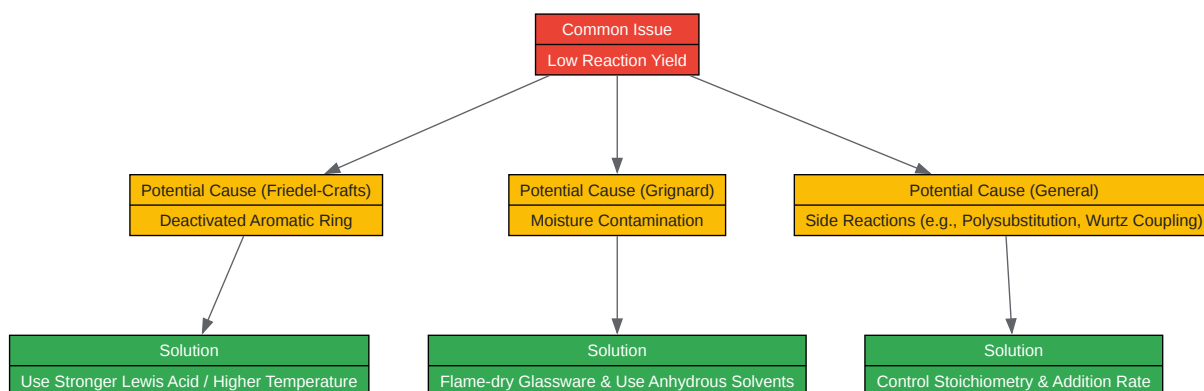 Common Issue
Low Reaction Yield
Potential Cause (Friedel-Crafts)
Deactivated Aromatic Ring
Potential Cause (Grignard)
Moisture Contamination
Potential Cause (General)
Side Reactions (e.g., Polysubstitution, Wurtz Coupling)
Solution
Use Stronger Lewis Acid / Higher Temperature
Solution
Flame-dry Glassware & Use Anhydrous Solvents
Solution
Control Stoichiometry & Addition Rate